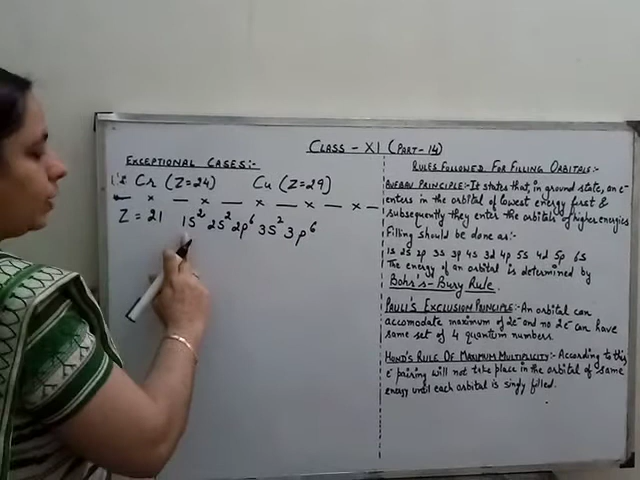 CLASS - XI (PART-14)
EXCEPTIONAL CASES:-
Cr (Z=24) Cu (Z=29)
Z = 21 1s² 2s² 2p⁶ 3s² 3p⁶
RULES FOLLOWED FOR FILLING ORBITALS:-
AUFBAU PRINCIPLE:- It states that, in ground state, an e⁻
enters in the orbital of lowest energy first &
subsequently they enter the orbitals of higher energies
Filling should be done as:-
1s 2s 2p 3s 3p 4s 3d 4p 5s 4d 5p 6s
The energy of an orbital is determined by
Bohr's-Bury Rule.
PAULI'S EXCLUSION PRINCIPLE:- An orbital can
accomodate maximum of 2e⁻ and no 2e⁻ can have
same set of 4 quantum numbers.
HUND'S RULE OF MAXIMUM MULTIPLICITY:- According to this
e⁻ pairing will not take place in the orbital of same
energy until each orbital is singly filled.